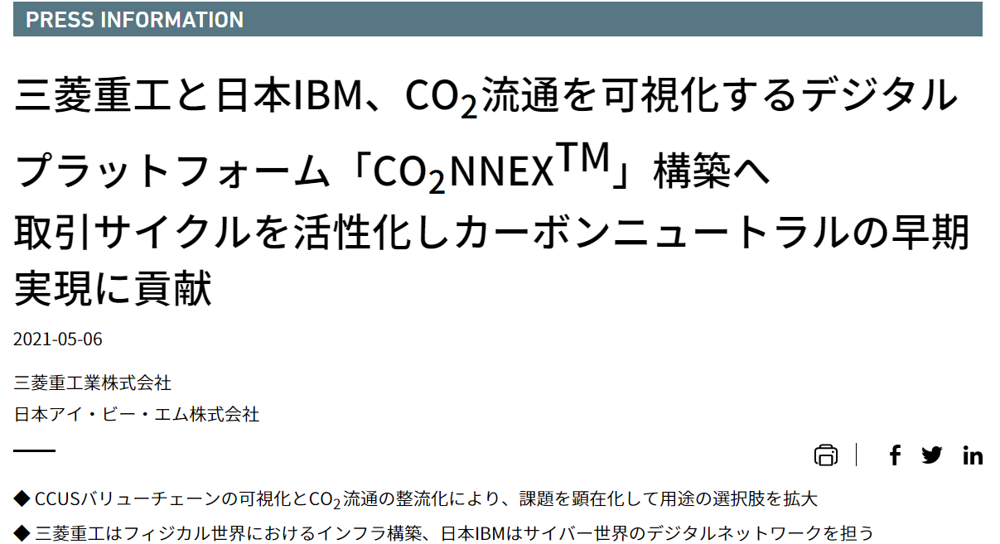 PRESS INFORMATION
三菱重工と日本IBM、CO₂流通を可視化するデジタル
プラットフォーム「CO₂NNEX™」構築へ
取引サイクルを活性化しカーボンニュートラルの早期
実現に貢献
2021-05-06
三菱重工業株式会社
日本アイ・ビー・エム株式会社
◆ CCUSバリューチェーンの可視化とCO₂流通の整流化により、課題を顕在化して用途の選択肢を拡大
◆ 三菱重工はフィジカル世界におけるインフラ構築、日本IBMはサイバー世界のデジタルネットワークを担う